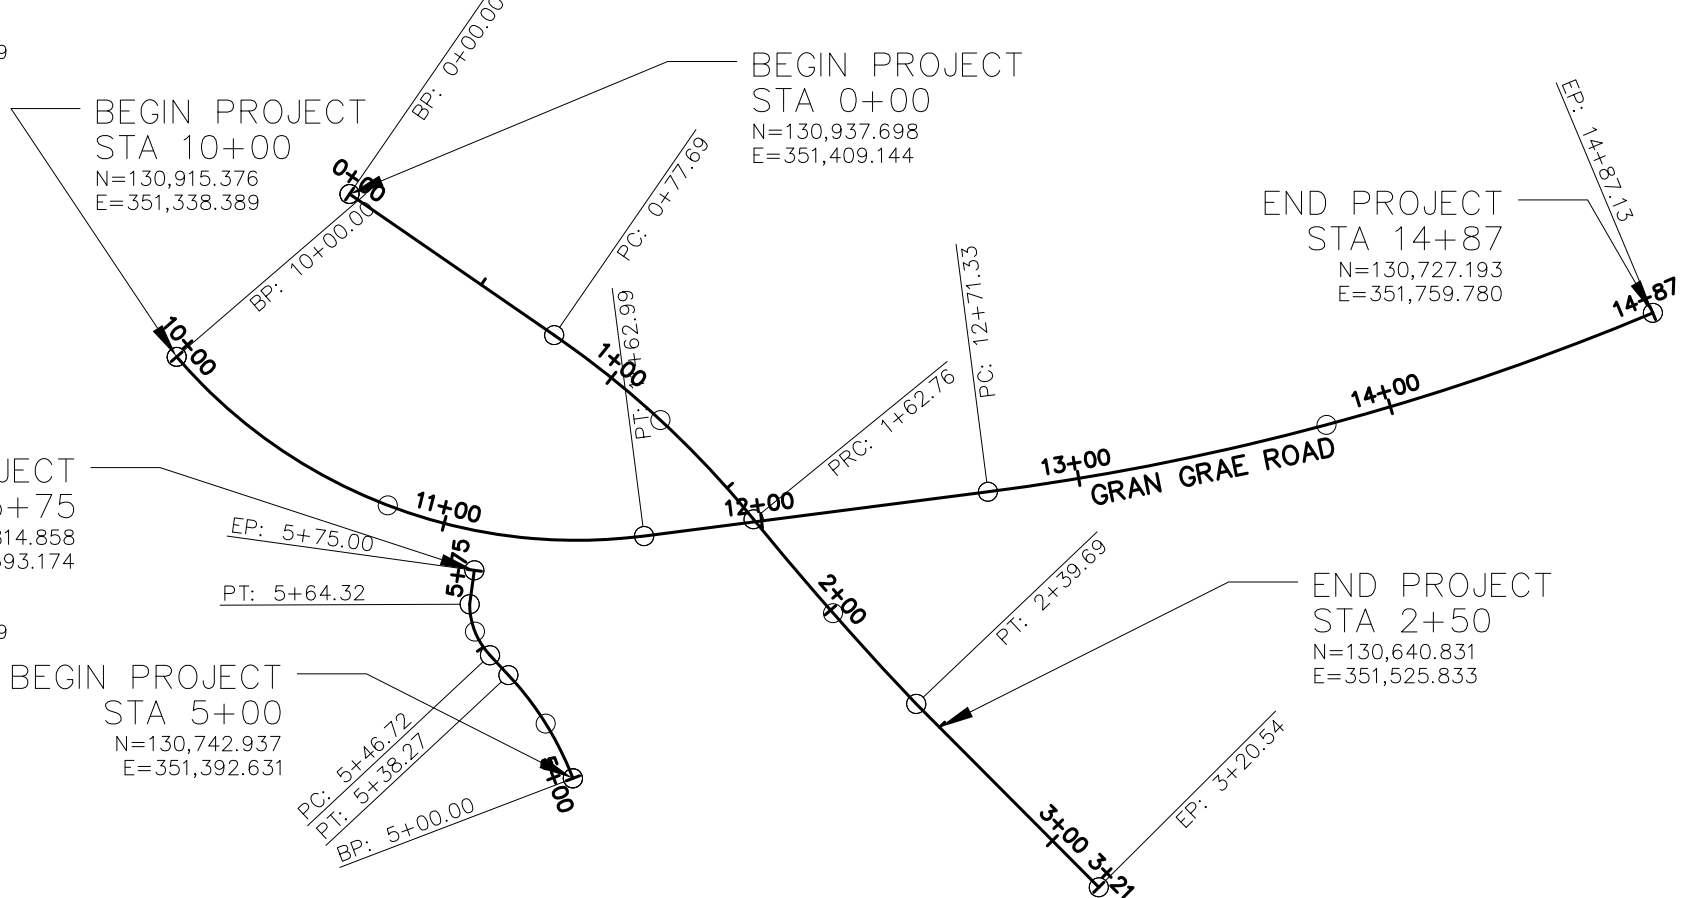 BP: 0+00.00
BEGIN PROJECT
STA 0+00
N=130,937.698
E=351,409.144
BEGIN PROJECT
STA 10+00
N=130,915.376
E=351,338.389
0+00
BP: 10+00.00
PC: 0+77.69
EP: 14+87.13
END PROJECT
STA 14+87
N=130,727.193
E=351,759.780
14+87
10+00
1+00
PC: 12+71.33
PRC: 1+62.76
14+00
13+00
GRAN GRAE ROAD
11+00
12+00
EP: 5+75.00
5+75
PT: 5+64.32
2+00
PT: 2+39.69
END PROJECT
STA 2+50
N=130,640.831
E=351,525.833
BEGIN PROJECT
STA 5+00
N=130,742.937
E=351,392.631
PC: 5+46.72
PT: 5+38.27
BP: 5+00.00
5+00
EP: 3+20.54
3+00
3+21